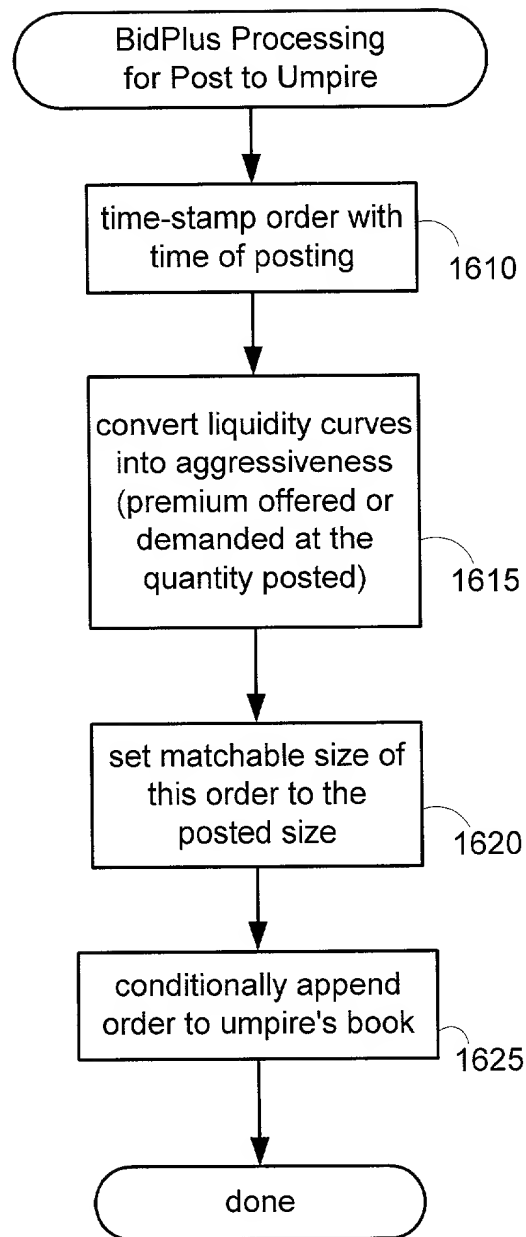 BidPlus Processing
for Post to Umpire
time-stamp order with
time of posting
1610
convert liquidity curves
into aggressiveness
(premium offered or
demanded at the
quantity posted)
1615
set matchable size of
this order to the
posted size
1620
conditionally append
order to umpire's book
1625
done